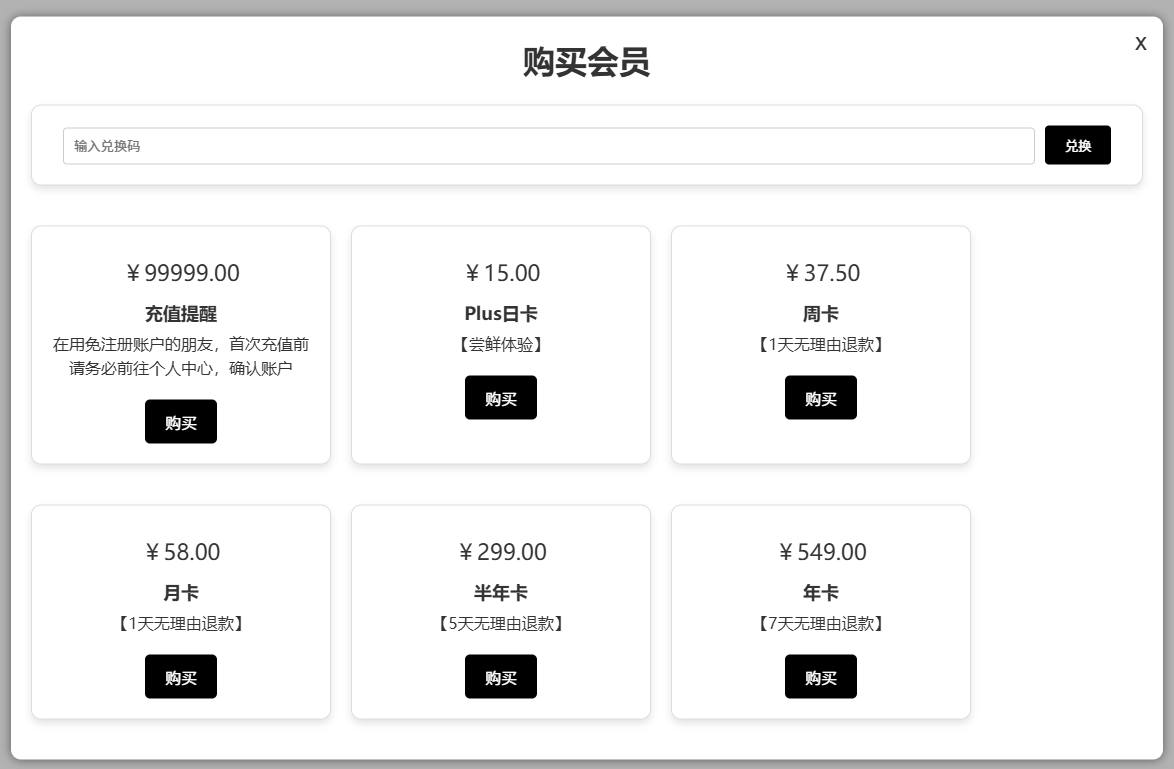 购买会员
X
输入兑换码
兑换
￥99999.00
充值提醒
在用免注册账户的朋友，首次充值前
请务必前往个人中心，确认账户
购买
￥15.00
Plus日卡
【尝鲜体验】
购买
￥37.50
周卡
【1天无理由退款】
购买
￥58.00
月卡
【1天无理由退款】
购买
￥299.00
半年卡
【5天无理由退款】
购买
￥549.00
年卡
【7天无理由退款】
购买